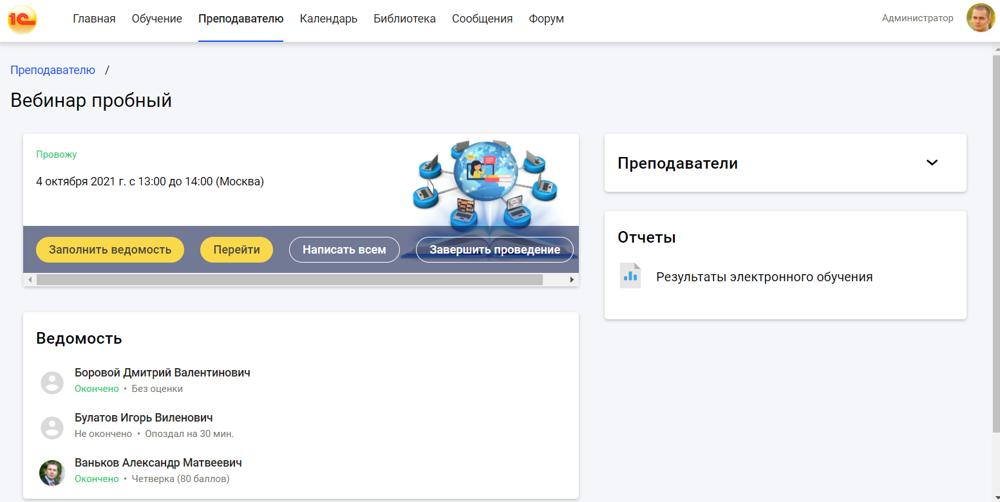 1С
Главная Обучение Преподавателю Календарь Библиотека Сообщения Форум Администратор
Преподавателю /
Вебинар пробный
Провожу
4 октября 2021 г. с 13:00 до 14:00 (Москва)
Заполнить ведомость Перейти Написать всем Завершить проведение
Ведомость
Боровой Дмитрий Валентинович
Окончено • Без оценки
Булатов Игорь Виленович
Не окончено • Опоздал на 30 мин.
Ваньков Александр Матвеевич
Окончено • Четверка (80 баллов)
Преподаватели
Отчеты
Результаты электронного обучения